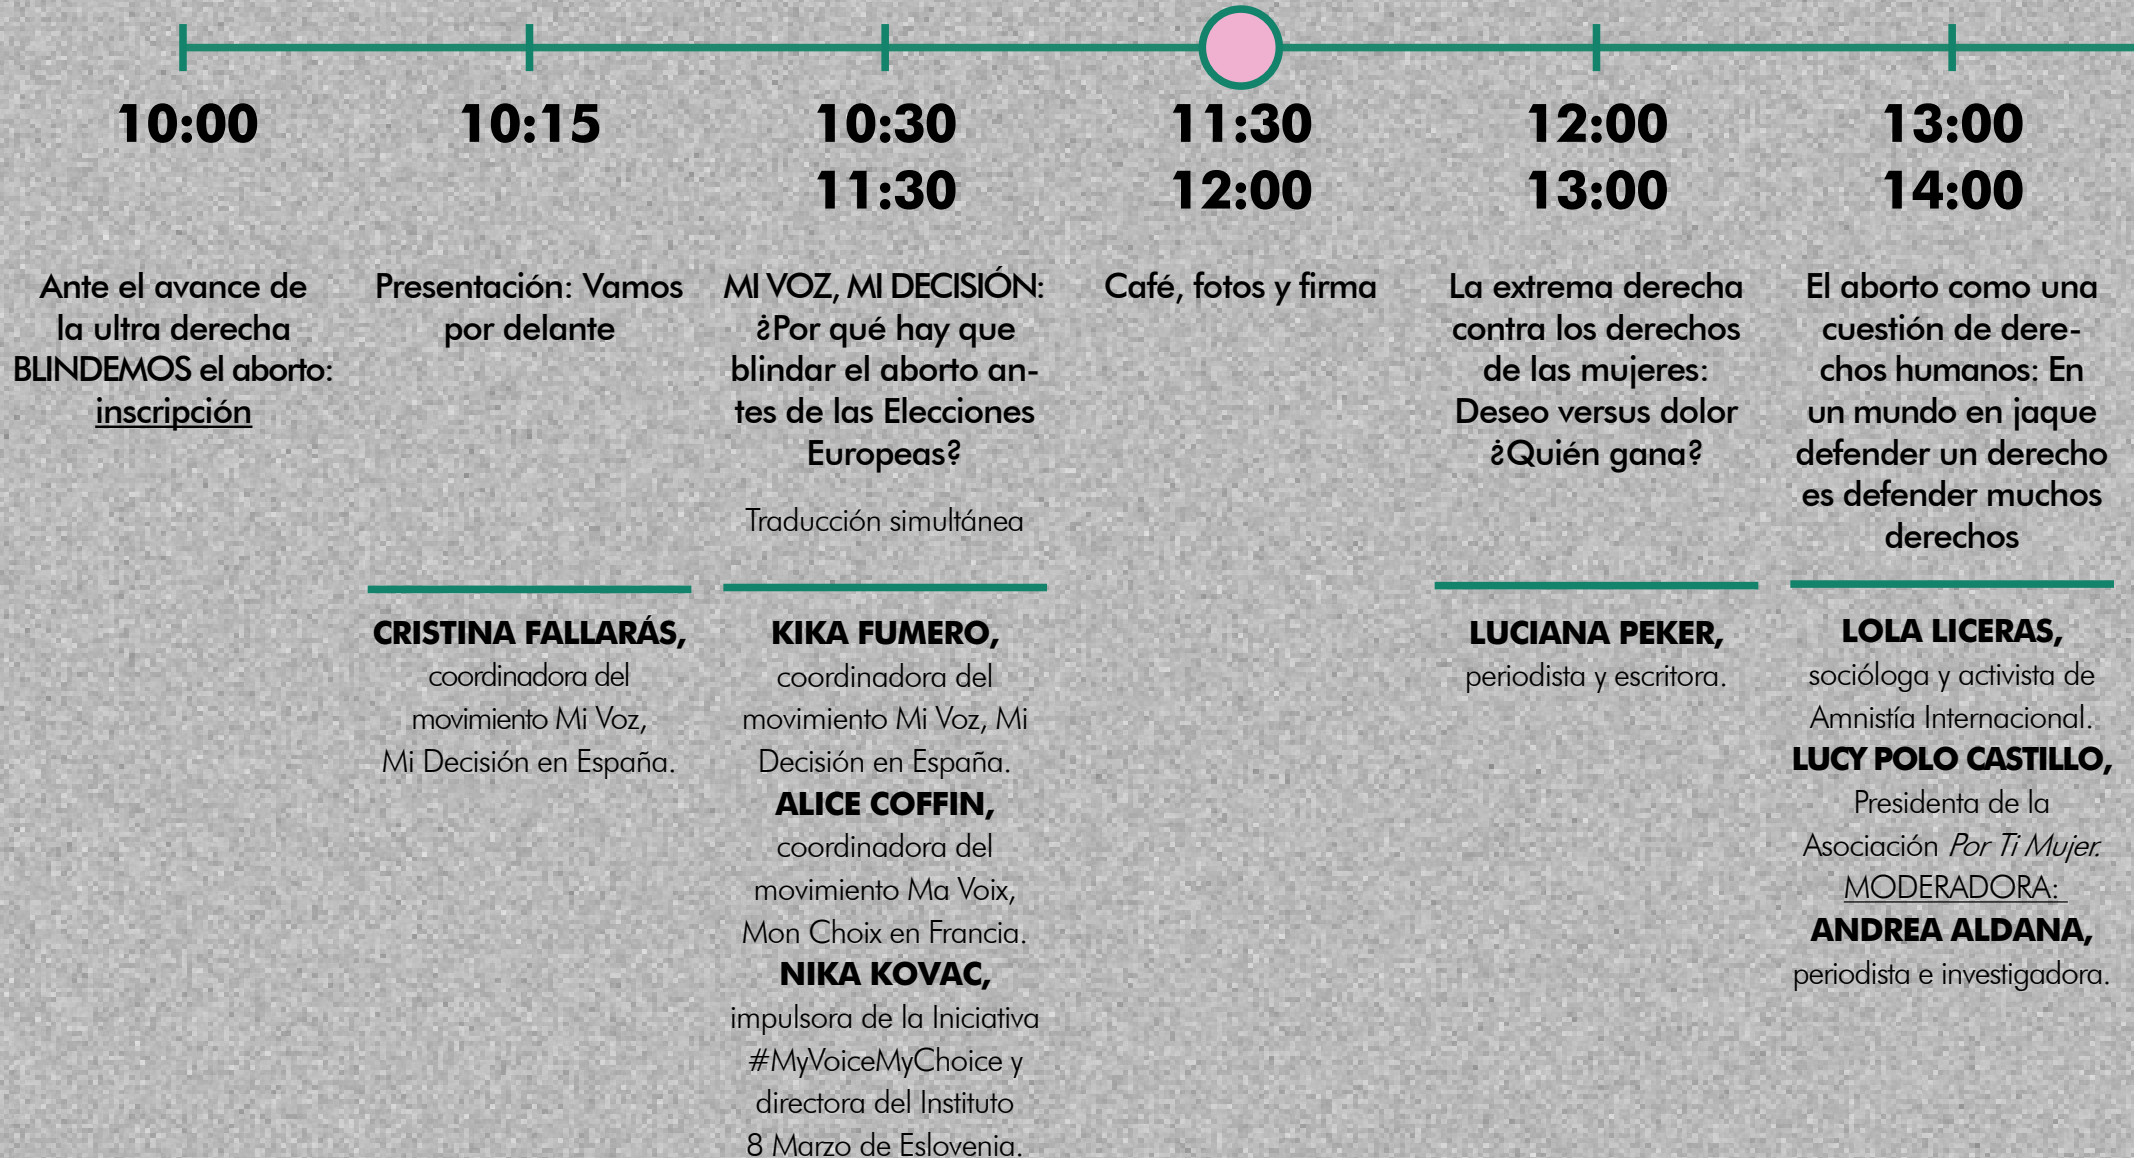 10:00
Ante el avance de
la ultra derecha
BLINDEMOS el aborto:
inscripción
10:15
Presentación: Vamos
por delante
CRISTINA FALLARÁS,
coordinadora del
movimiento Mi Voz,
Mi Decisión en España.
10:30
11:30
MI VOZ, MI DECISIÓN:
¿Por qué hay que
blindar el aborto an-
tes de las Elecciones
Europeas?
Traducción simultánea
KIKA FUMERO,
coordinadora del
movimiento Mi Voz, Mi
Decisión en España.
ALICE COFFIN,
coordinadora del
movimiento Ma Voix,
Mon Choix en Francia.
NIKA KOVAC,
impulsora de la Iniciativa
#MyVoiceMyChoice y
directora del Instituto
8 Marzo de Eslovenia.
11:30
12:00
Café, fotos y firma
12:00
13:00
La extrema derecha
contra los derechos
de las mujeres:
Deseo versus dolor
¿Quién gana?
LUCIANA PEKER,
periodista y escritora.
13:00
14:00
El aborto como una
cuestión de dere-
chos humanos: En
un mundo en jaque
defender un derecho
es defender muchos
derechos
LOLA LICERAS,
socióloga y activista de
Amnistía Internacional.
LUCY POLO CASTILLO,
Presidenta de la
Asociación Por Ti Mujer.
MODERADORA:
ANDREA ALDANA,
periodista e investigadora.